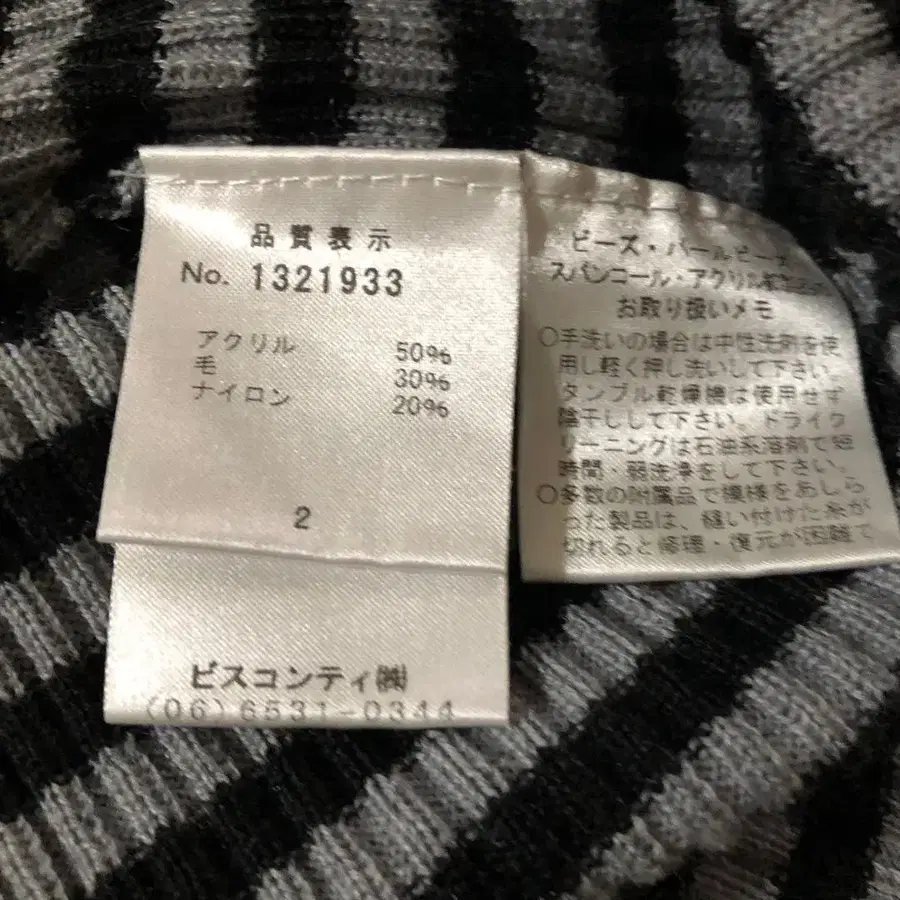 品質表示
No. 1321933
アクリル 50%
毛 30%
ナイロン 20%
2
ビスコンティ㈱
(06)6531-0344
ビーズ・パールビーズ
スパンコール・アクリル
お取り扱いメモ
○手洗いの場合は中性洗剤を使
用し軽く押し洗いして下さい。
タンブル乾燥機は使用せず
陰干しして下さい。ドライク
リーニングは石油系溶剤で短
時間・弱洗浄をして下さい。
○多数の附属品で模様をあしら
った製品は、縫い付けた糸が
切れると修理・復元が困難で